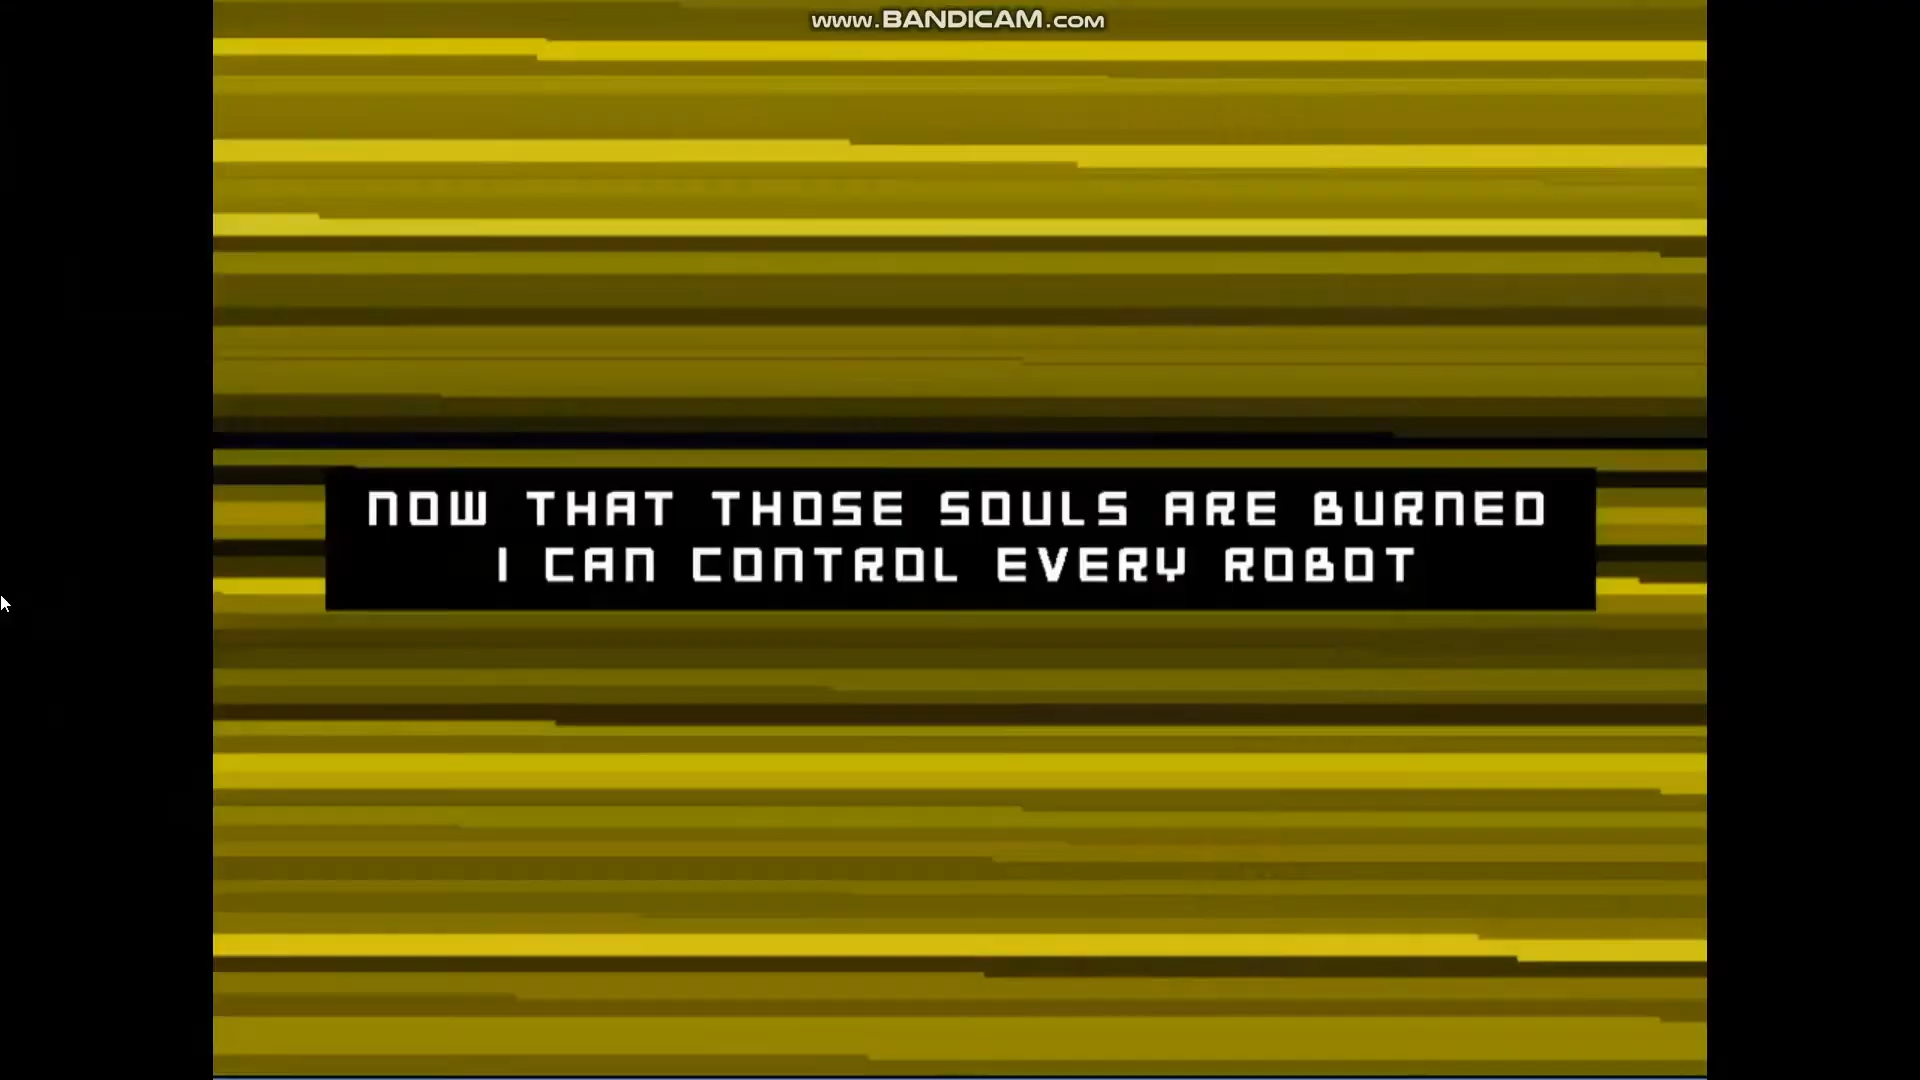 www.BANDICAM.com
NOW THAT THOSE SOULS ARE BURNED
I CAN CONTROL EVERY ROBOT